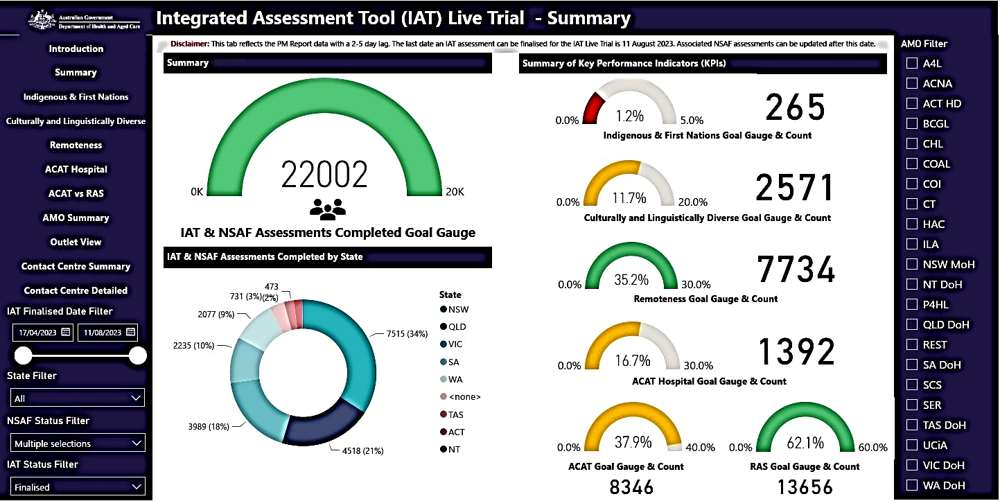 Australian Government
Department of Health and Aged Care
Integrated Assessment Tool (IAT) Live Trial - Summary
Introduction
Summary
Indigenous & First Nations
Culturally and Linguistically Diverse
Remoteness
ACAT Hospital
ACAT vs RAS
AMO Summary
Outlet View
Contact Centre Summary
Contact Centre Detailed
IAT Finalised Date Filter
17/04/2023 11/08/2023
State Filter
All
NSAF Status Filter
Multiple selections
IAT Status Filter
Finalised
Disclaimer: This tab reflects the PM Report data with a 2-5 day lag. The last date an IAT assessment can be finalised for the IAT Live Trial is 11 August 2023. Associated NSAF assessments can be updated after this date.
Summary
22002
0K 20K
IAT & NSAF Assessments Completed Goal Gauge
IAT & NSAF Assessments Completed by State
473
(2%)
731 (3%)
2077 (9%)
2235 (10%)
3989 (18%)
4518 (21%)
7515 (34%)
State
NSW
QLD
VIC
SA
WA
<none>
TAS
ACT
NT
Summary of Key Performance Indicators (KPIs)
0.0% 1.2% 5.0% 265
Indigenous & First Nations Goal Gauge & Count
0.0% 11.7% 20.0% 2571
Culturally and Linguistically Diverse Goal Gauge & Count
0.0% 35.2% 30.0% 7734
Remoteness Goal Gauge & Count
0.0% 16.7% 30.0% 1392
ACAT Hospital Goal Gauge & Count
0.0% 37.9% 40.0%
ACAT Goal Gauge & Count
8346
0.0% 62.1% 60.0%
RAS Goal Gauge & Count
13656
AMO Filter
A4L
ACNA
ACT HD
BCGL
CHL
COAL
COI
CT
HAC
ILA
NSW MoH
NT DoH
P4HL
QLD DoH
REST
SA DoH
SCS
SER
TAS DoH
UCiA
VIC DoH
WA DoH